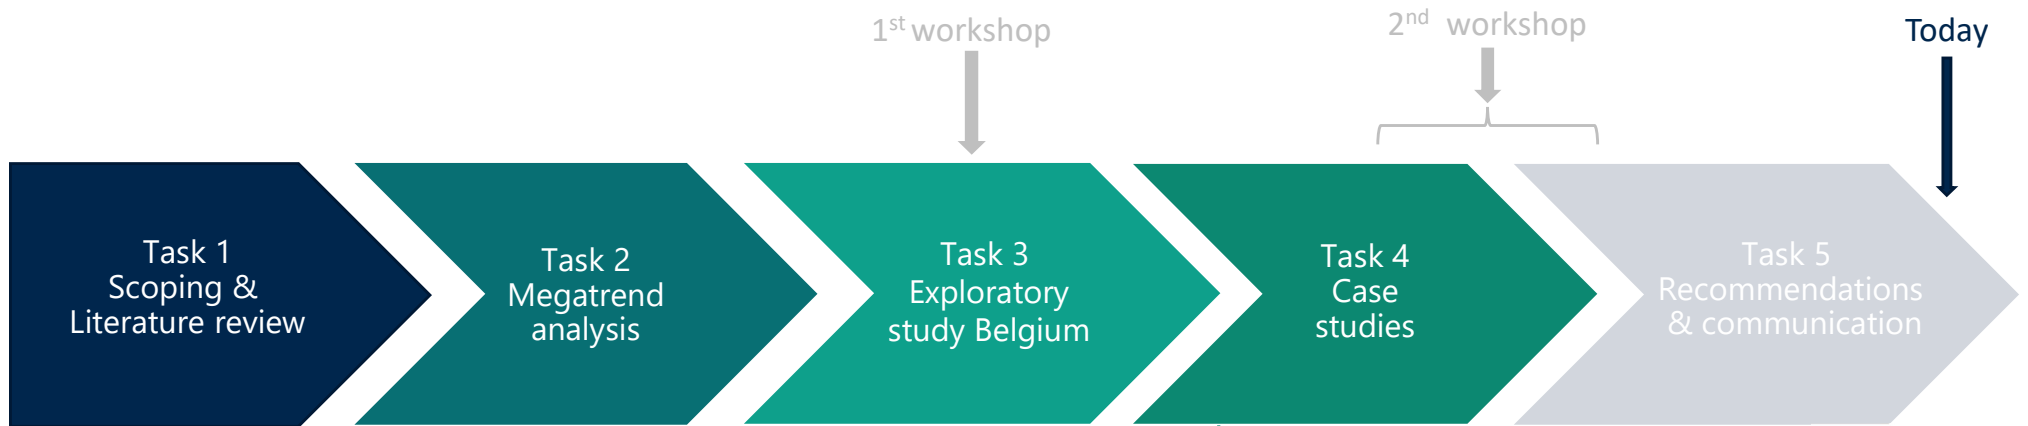 1st workshop
2nd workshop
Today
Task 1
Scoping &
Literature review
Task 2
Megatrend
analysis
Task 3
Exploratory
study Belgium
Task 4
Case
studies
Task 5
Recommendations
& communication